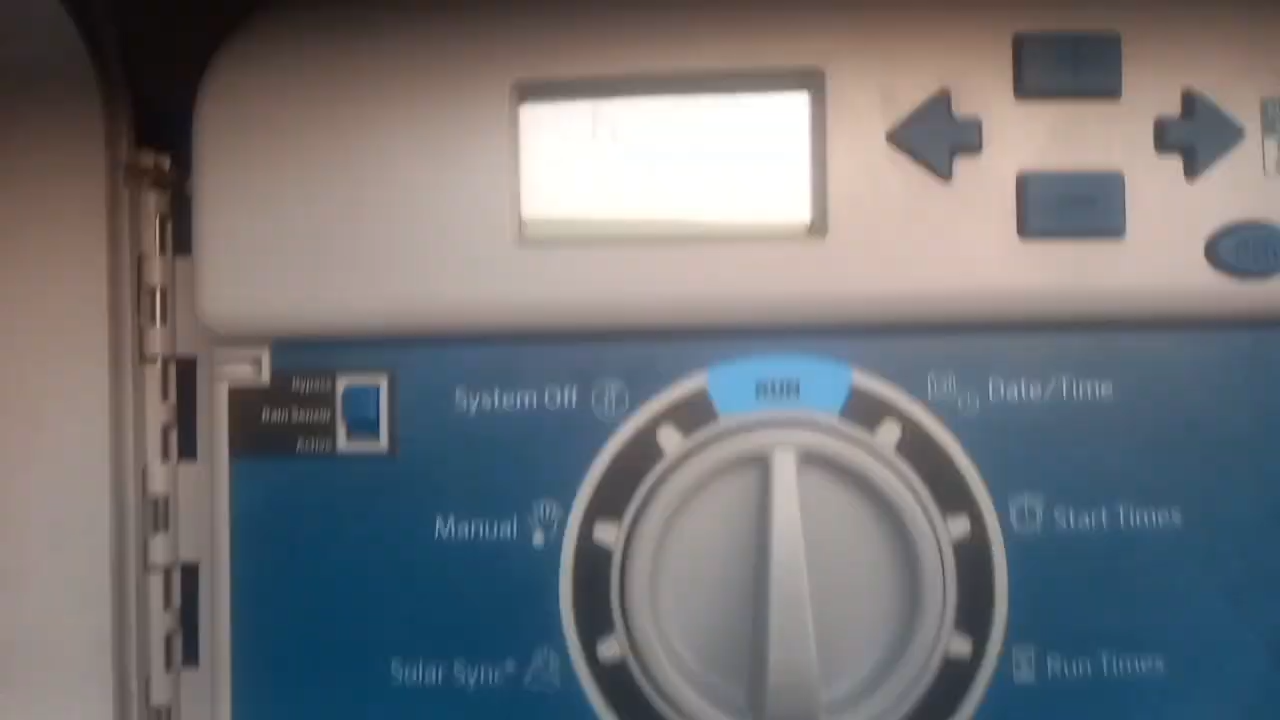 Bypass
Rain Sensor
Active
System Off
RUN
Date/Time
Manual
Start Times
Solar Sync®
Run Times